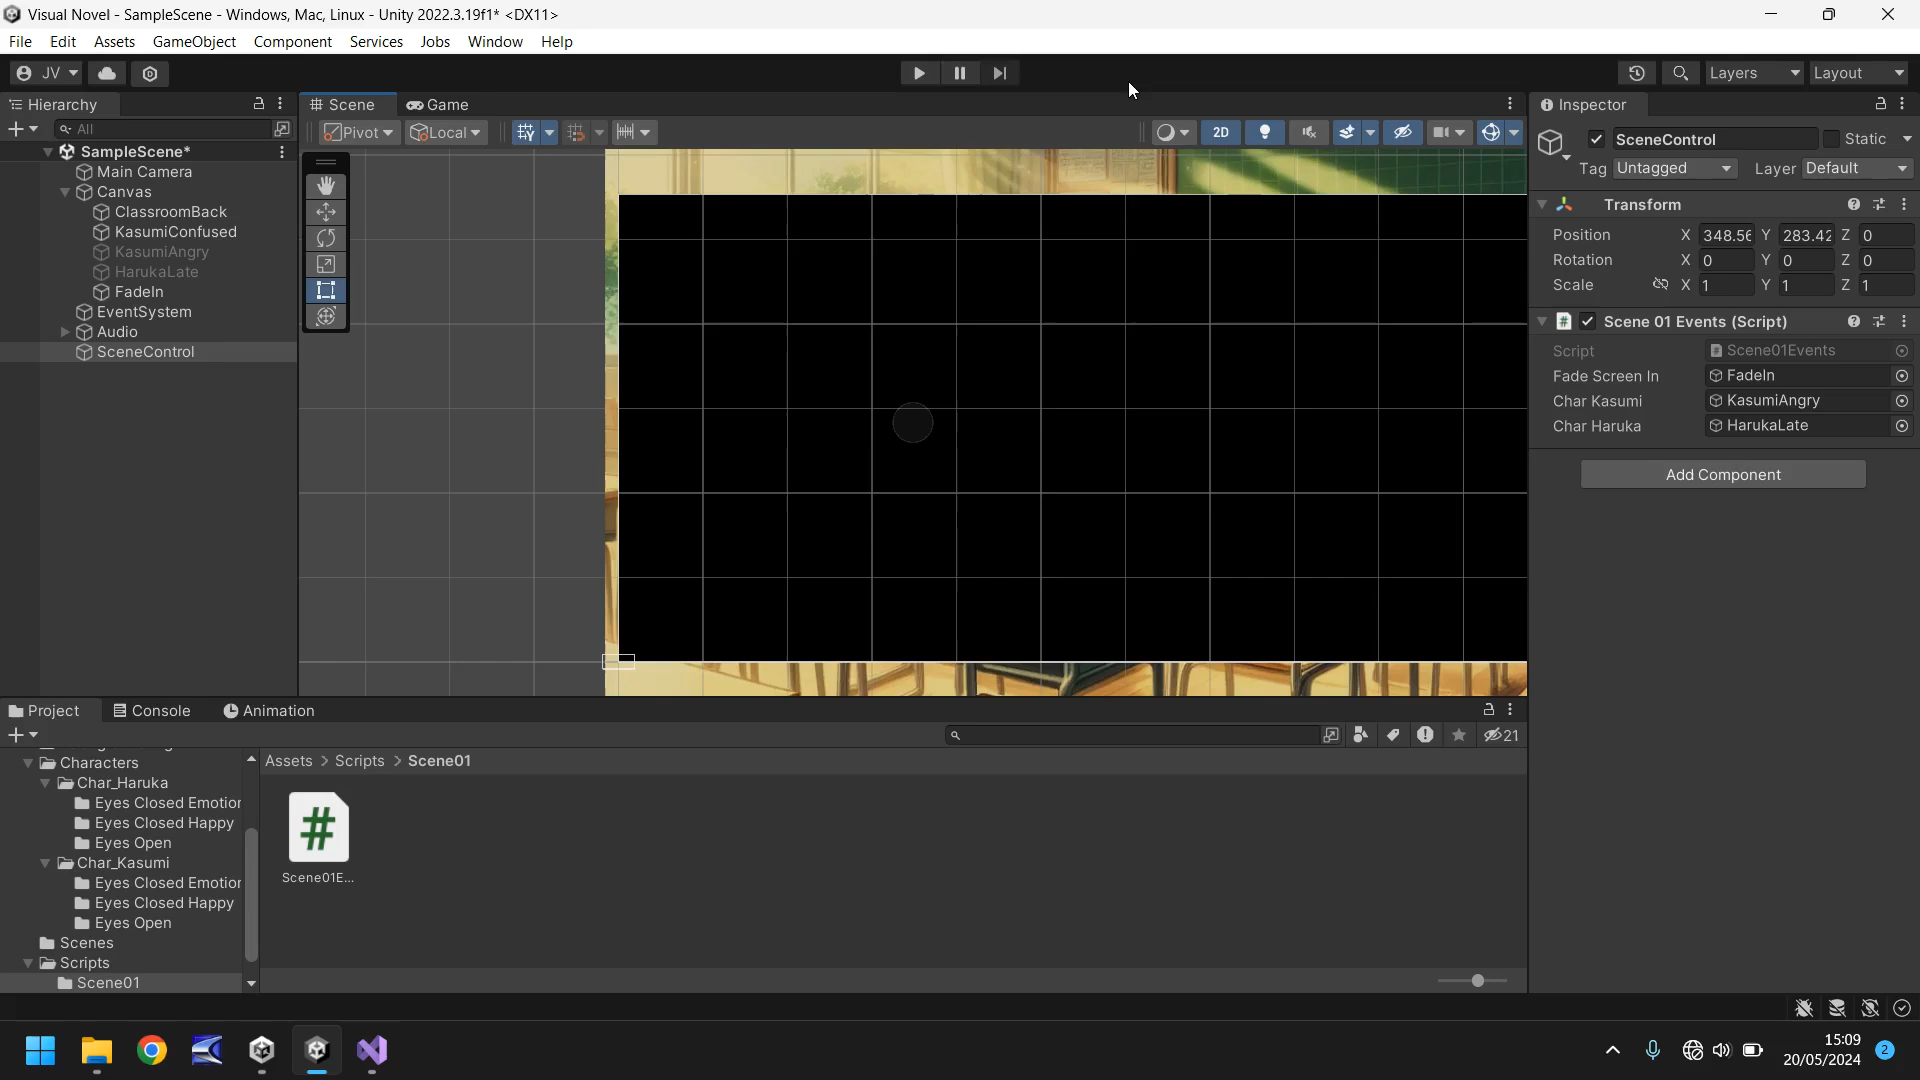 Visual Novel - SampleScene - Windows, Mac, Linux - Unity 2022.3.19f1* <DX11>
File Edit Assets GameObject Component Services Jobs Window Help
JV Layers Layout
Hierarchy
All
SampleScene*
Main Camera
Canvas
ClassroomBack
KasumiConfused
KasumiAngry
HarukaLate
FadeIn
EventSystem
Audio
SceneControl
Scene Game
Pivot Local 2D
Inspector
SceneControl Static
Tag Untagged Layer Default
Transform
Position X 348.56 Y 283.42 Z 0
Rotation X 0 Y 0 Z 0
Scale X 1 Y 1 Z 1
# Scene 01 Events (Script)
Script Scene01Events
Fade Screen In FadeIn
Char Kasumi KasumiAngry
Char Haruka HarukaLate
Add Component
Project Console Animation
21
Characters
Char_Haruka
Eyes Closed Emotior
Eyes Closed Happy
Eyes Open
Char_Kasumi
Eyes Closed Emotior
Eyes Closed Happy
Eyes Open
Scenes
Scripts
Scene01
Assets > Scripts > Scene01
#
Scene01E...
15:09
20/05/2024
2